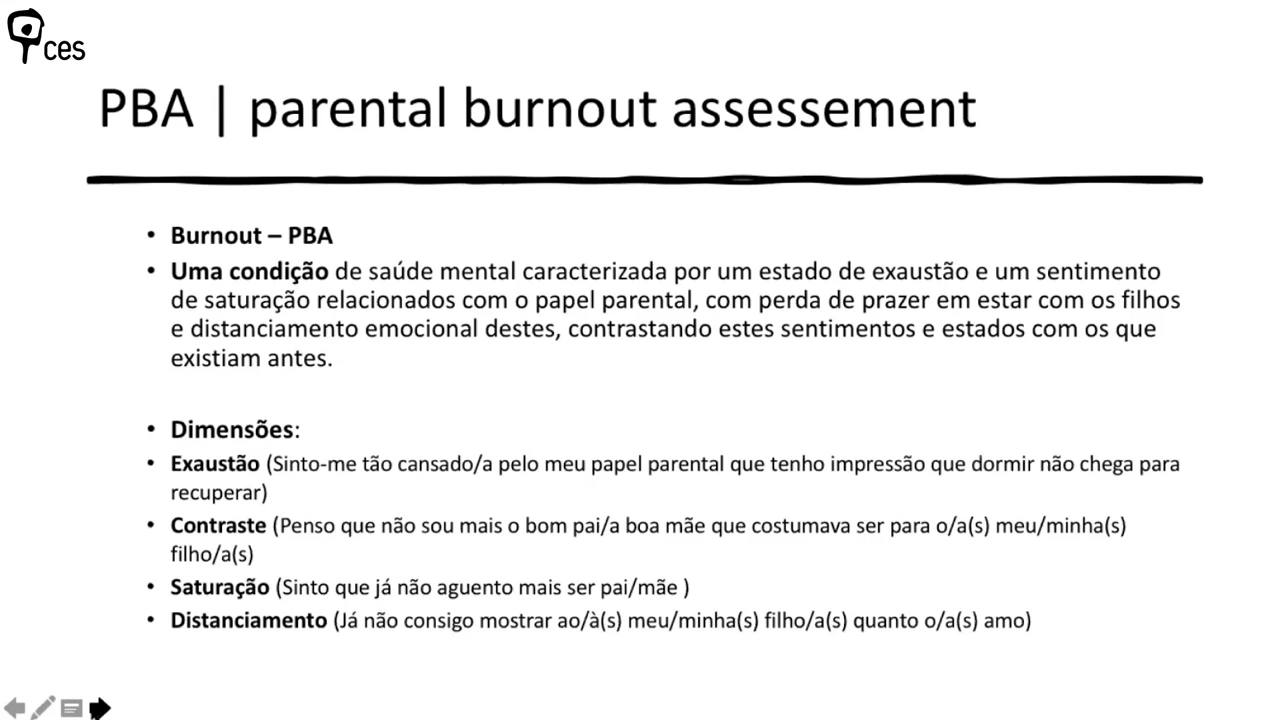 ces
PBA | parental burnout assessement
• Burnout – PBA
• Uma condição de saúde mental caracterizada por um estado de exaustão e um sentimento
de saturação relacionados com o papel parental, com perda de prazer em estar com os filhos
e distanciamento emocional destes, contrastando estes sentimentos e estados com os que
existiam antes.
• Dimensões:
• Exaustão (Sinto-me tão cansado/a pelo meu papel parental que tenho impressão que dormir não chega para
recuperar)
• Contraste (Penso que não sou mais o bom pai/a boa mãe que costumava ser para o/a(s) meu/minha(s)
filho/a(s)
• Saturação (Sinto que já não aguento mais ser pai/mãe )
• Distanciamento (Já não consigo mostrar ao/à(s) meu/minha(s) filho/a(s) quanto o/a(s) amo)